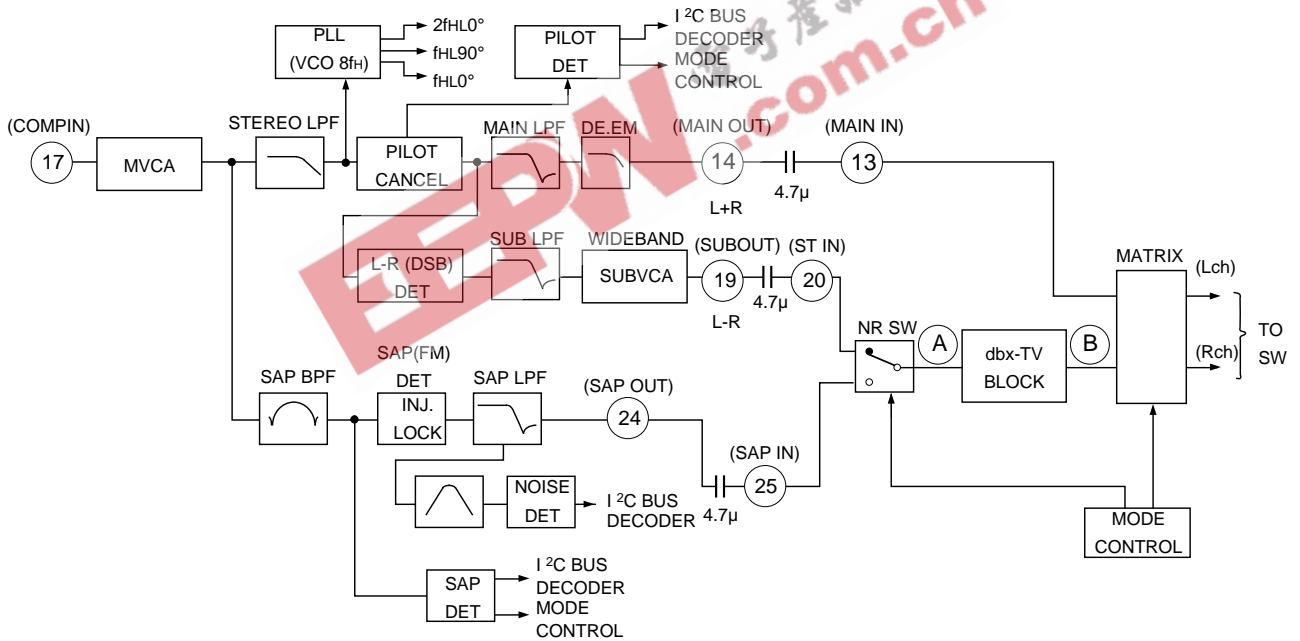 2fHL0°
PLL
(VCO 8fH)
fHL90°
fHL0°
PILOT
DET
I ²C BUS
DECODER
MODE
CONTROL
EEPW.com.cn
(COMPIN)
17
MVCA
STEREO LPF
PILOT
CANCEL
MAIN LPF
DE.EM
(MAIN OUT)
14
L+R
4.7μ
(MAIN IN)
13
L-R (DSB)
DET
SUB LPF
WIDEBAND
SUBVCA
(SUBOUT)
19
L-R
4.7μ
(ST IN)
20
MATRIX
(Lch)
(Rch)
TO
SW
NR SW
A
dbx-TV
BLOCK
B
SAP BPF
SAP(FM)
DET
INJ.
LOCK
SAP LPF
(SAP OUT)
24
4.7μ
(SAP IN)
25
NOISE
DET
I ²C BUS
DECODER
MODE
CONTROL
SAP
DET
I ²C BUS
DECODER
MODE
CONTROL